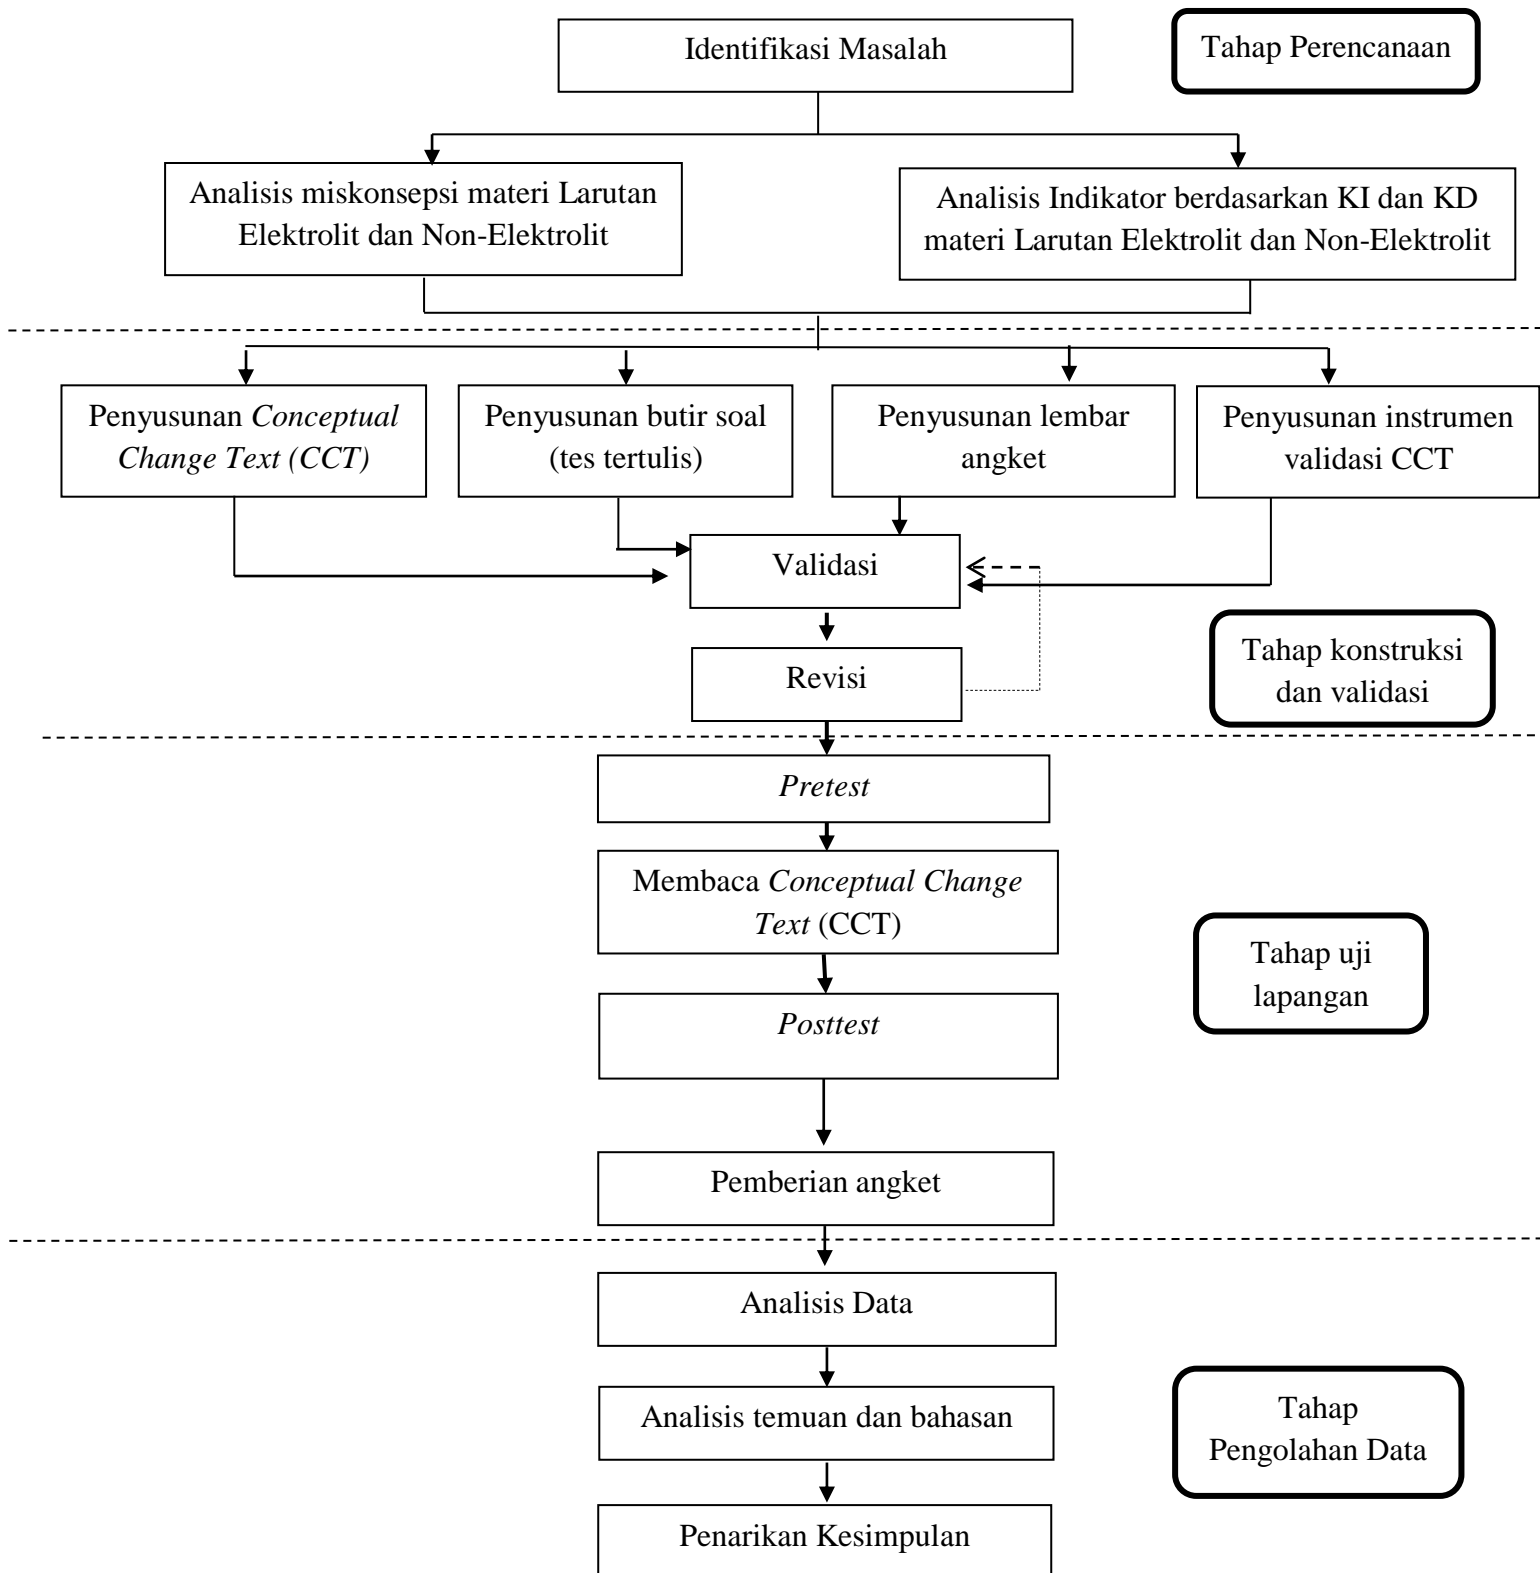 Identifikasi Masalah
Tahap Perencanaan
Analisis miskonsepsi materi Larutan
Elektrolit dan Non-Elektrolit
Analisis Indikator berdasarkan KI dan KD
materi Larutan Elektrolit dan Non-Elektrolit
Penyusunan Conceptual
Change Text (CCT)
Penyusunan butir soal
(tes tertulis)
Penyusunan lembar
angket
Penyusunan instrumen
validasi CCT
Validasi
Revisi
Tahap konstruksi
dan validasi
Pretest
Membaca Conceptual Change
Text (CCT)
Tahap uji
lapangan
Posttest
Pemberian angket
Analisis Data
Analisis temuan dan bahasan
Tahap
Pengolahan Data
Penarikan Kesimpulan